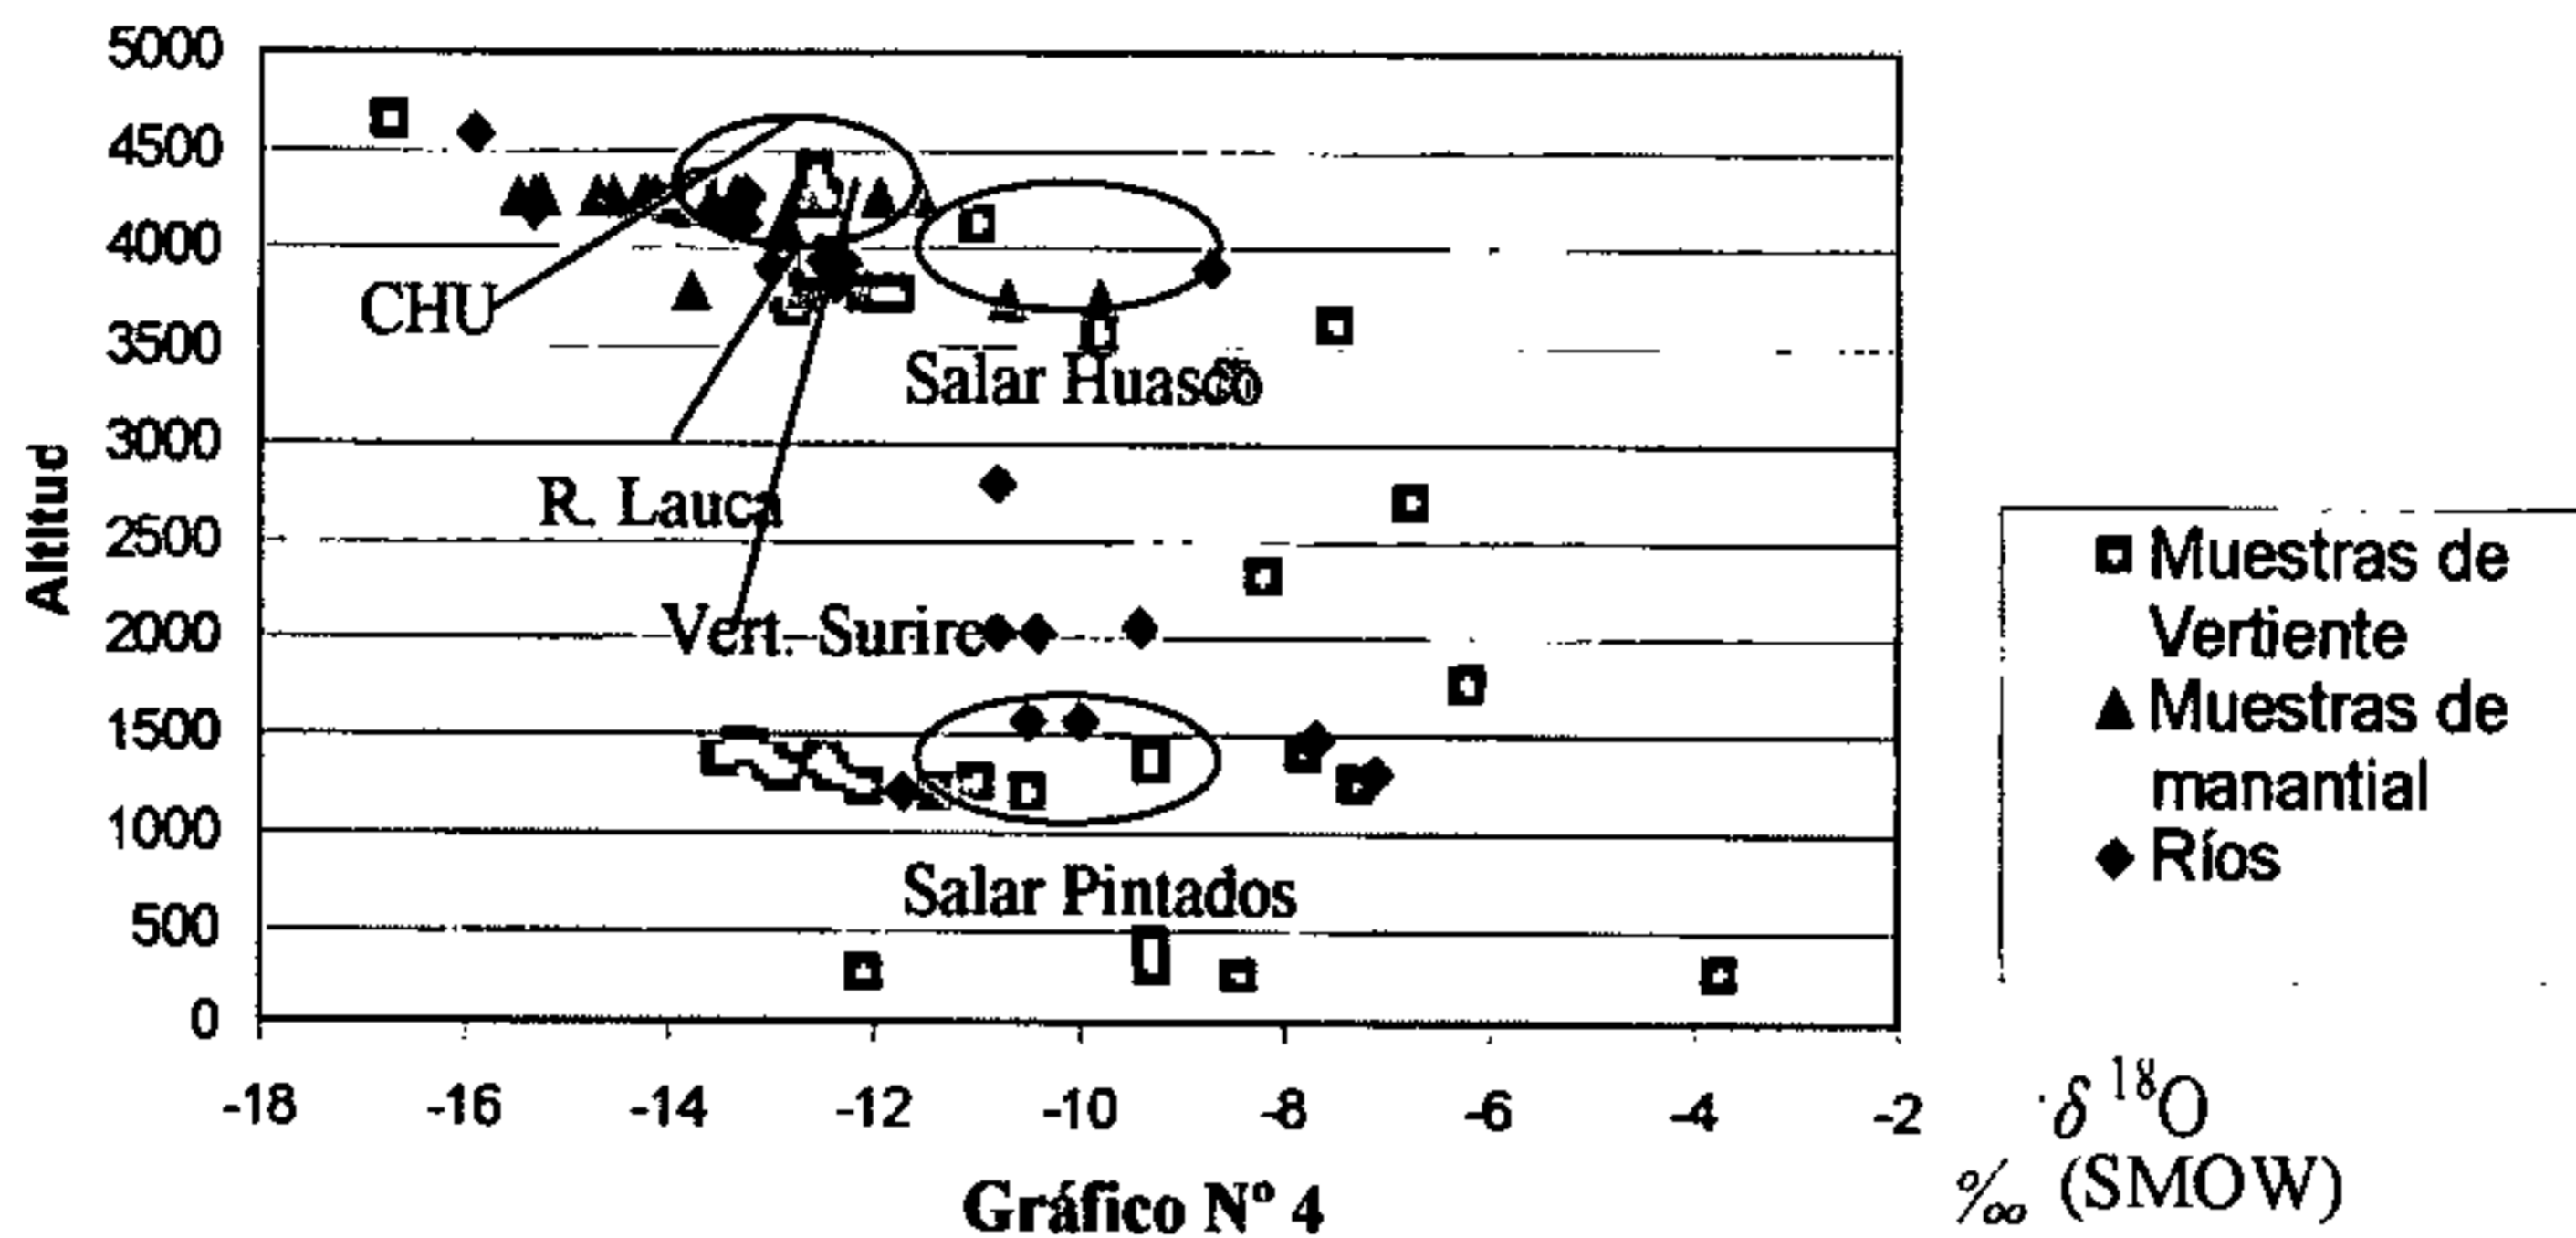 5000
4500
4000
3500
3000
2500
2000
1500
1000
500
0
Altitud
CHU
Salar Huasco
R. Lauca
Vert. Surire
Salar Pintados
Muestras de
Vertiente
Muestras de
manantial
Ríos
-18 -16 -14 -12 -10 -8 -6 -4 -2
δ ¹⁸O
‰ (SMOW)
Gráfico Nº 4